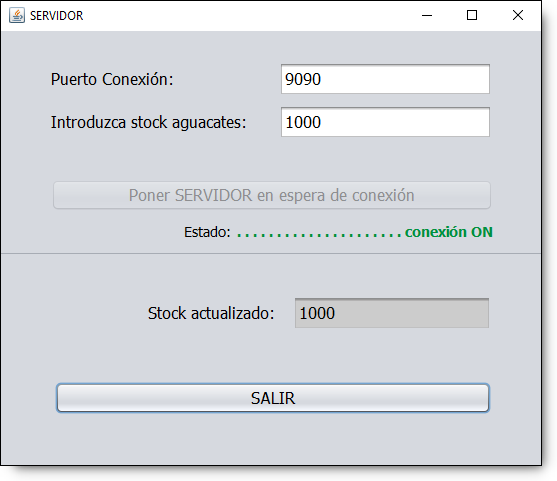 SERVIDOR
Puerto Conexión: 9090
Introduzca stock aguacates: 1000
Poner SERVIDOR en espera de conexión
Estado: . . . . . . . . . . . . . . . . . . . . . conexión ON
Stock actualizado: 1000
SALIR